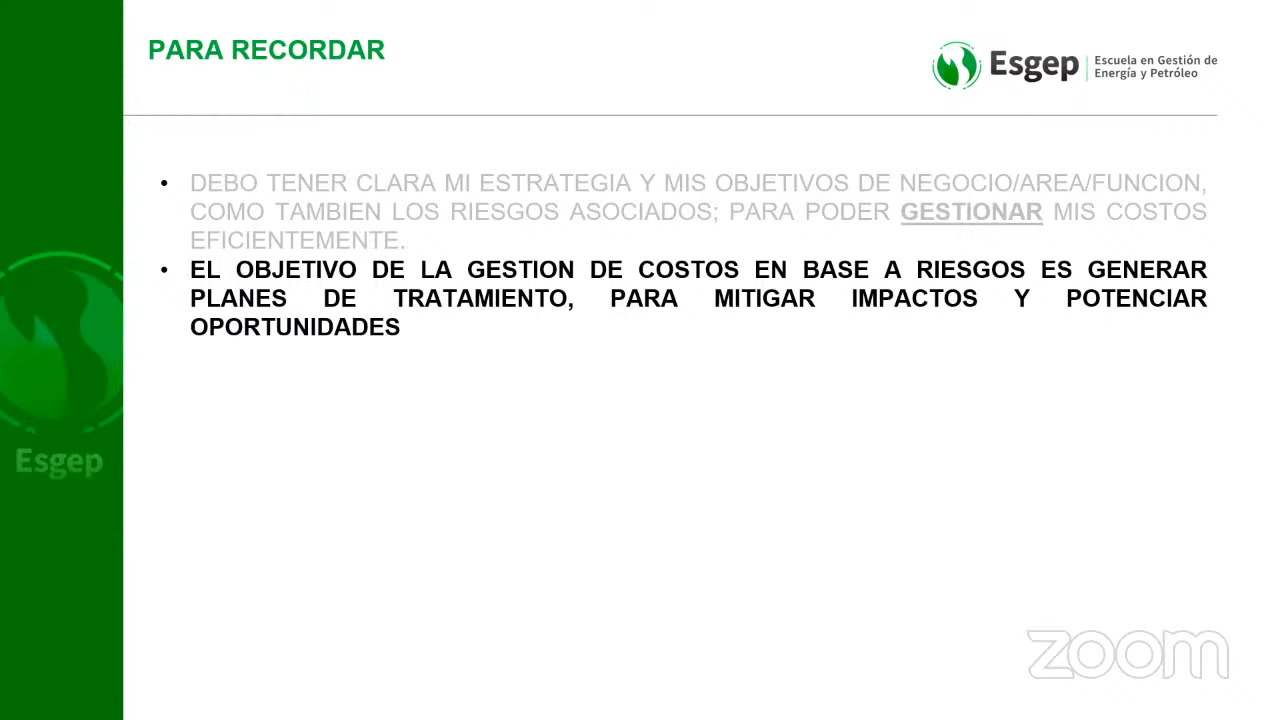 PARA RECORDAR
Esgep
Escuela en Gestión de
Energía y Petróleo
• DEBO TENER CLARA MI ESTRATEGIA Y MIS OBJETIVOS DE NEGOCIO/AREA/FUNCION,
COMO TAMBIEN LOS RIESGOS ASOCIADOS; PARA PODER GESTIONAR MIS COSTOS
EFICIENTEMENTE.
• EL OBJETIVO DE LA GESTION DE COSTOS EN BASE A RIESGOS ES GENERAR
PLANES DE TRATAMIENTO, PARA MITIGAR IMPACTOS Y POTENCIAR
OPORTUNIDADES
Esgep
zoom